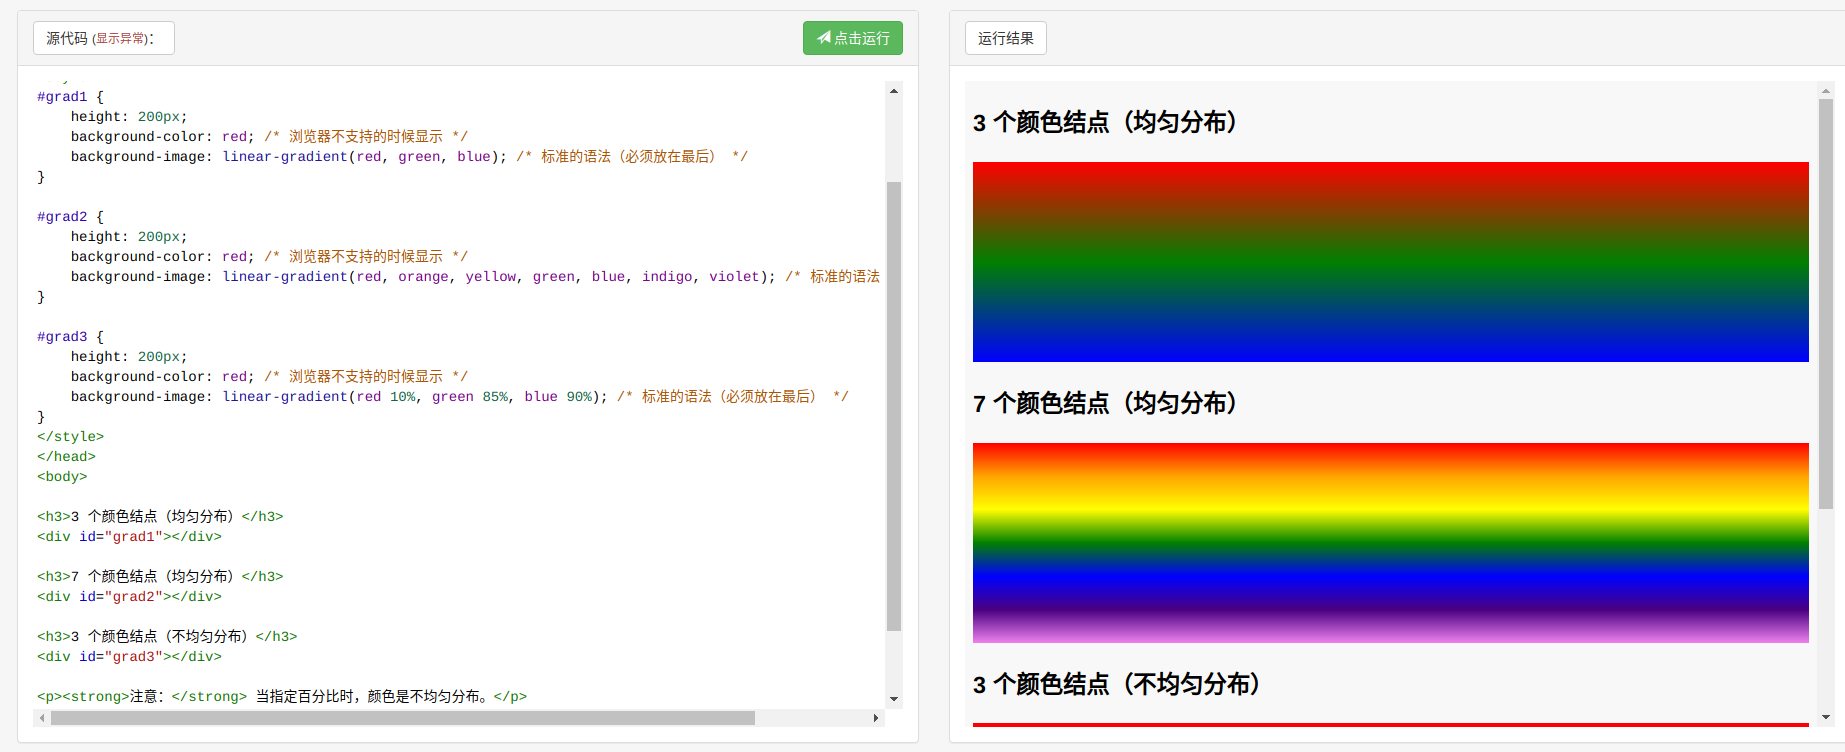 源代码 (显示异常)：
点击运行
#grad1 {
    height: 200px;
    background-color: red; /* 浏览器不支持的时候显示 */
    background-image: linear-gradient(red, green, blue); /* 标准的语法（必须放在最后） */
}
#grad2 {
    height: 200px;
    background-color: red; /* 浏览器不支持的时候显示 */
    background-image: linear-gradient(red, orange, yellow, green, blue, indigo, violet); /* 标准的语法
}
#grad3 {
    height: 200px;
    background-color: red; /* 浏览器不支持的时候显示 */
    background-image: linear-gradient(red 10%, green 85%, blue 90%); /* 标准的语法（必须放在最后） */
}
</style>
</head>
<body>
<h3>3 个颜色结点（均匀分布）</h3>
<div id="grad1"></div>
<h3>7 个颜色结点（均匀分布）</h3>
<div id="grad2"></div>
<h3>3 个颜色结点（不均匀分布）</h3>
<div id="grad3"></div>
<p><strong>注意：</strong> 当指定百分比时，颜色是不均匀分布。</p>
运行结果
3 个颜色结点（均匀分布）
7 个颜色结点（均匀分布）
3 个颜色结点（不均匀分布）